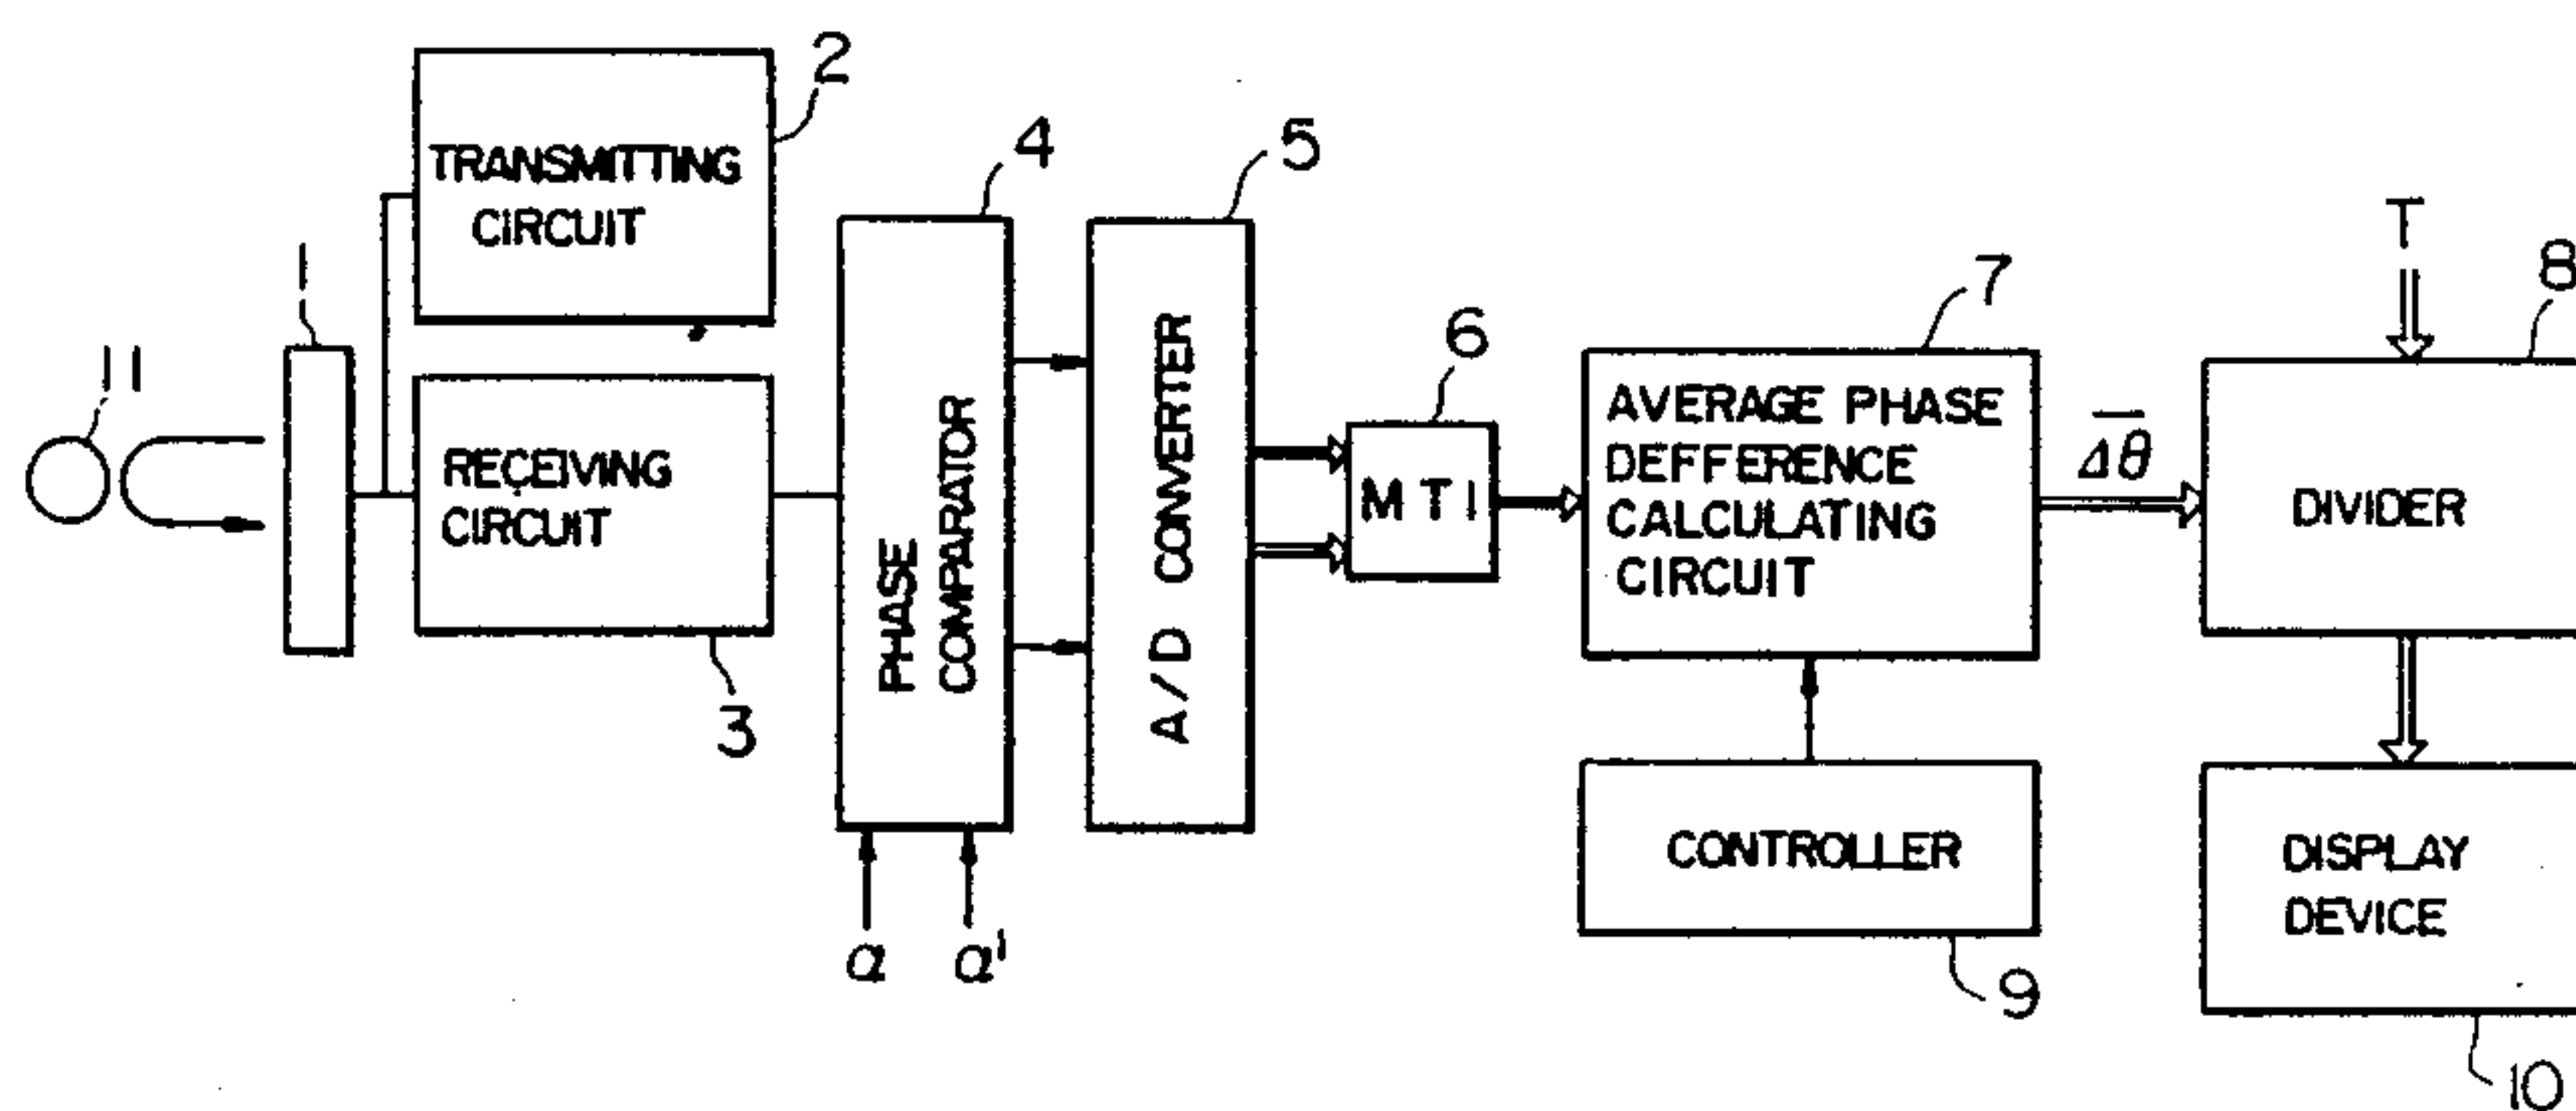 2
TRANSMITTING
CIRCUIT
1
11
RECEIVING
CIRCUIT
3
4
PHASE
COMPARATOR
a
a'
5
A/D CONVERTER
6
MTI
7
AVERAGE PHASE
DEFFERENCE
CALCULATING
CIRCUIT
CONTROLLER
9
Δθ̅
T
8
DIVIDER
DISPLAY
DEVICE
10